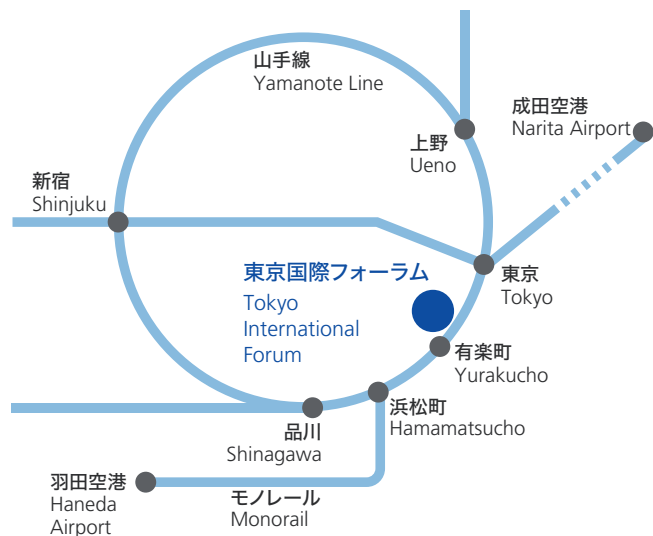 山手線
Yamanote Line
成田空港
Narita Airport
上野
Ueno
新宿
Shinjuku
東京国際フォーラム
Tokyo
International
Forum
東京
Tokyo
有楽町
Yurakucho
浜松町
Hamamatsucho
品川
Shinagawa
羽田空港
Haneda
Airport
モノレール
Monorail